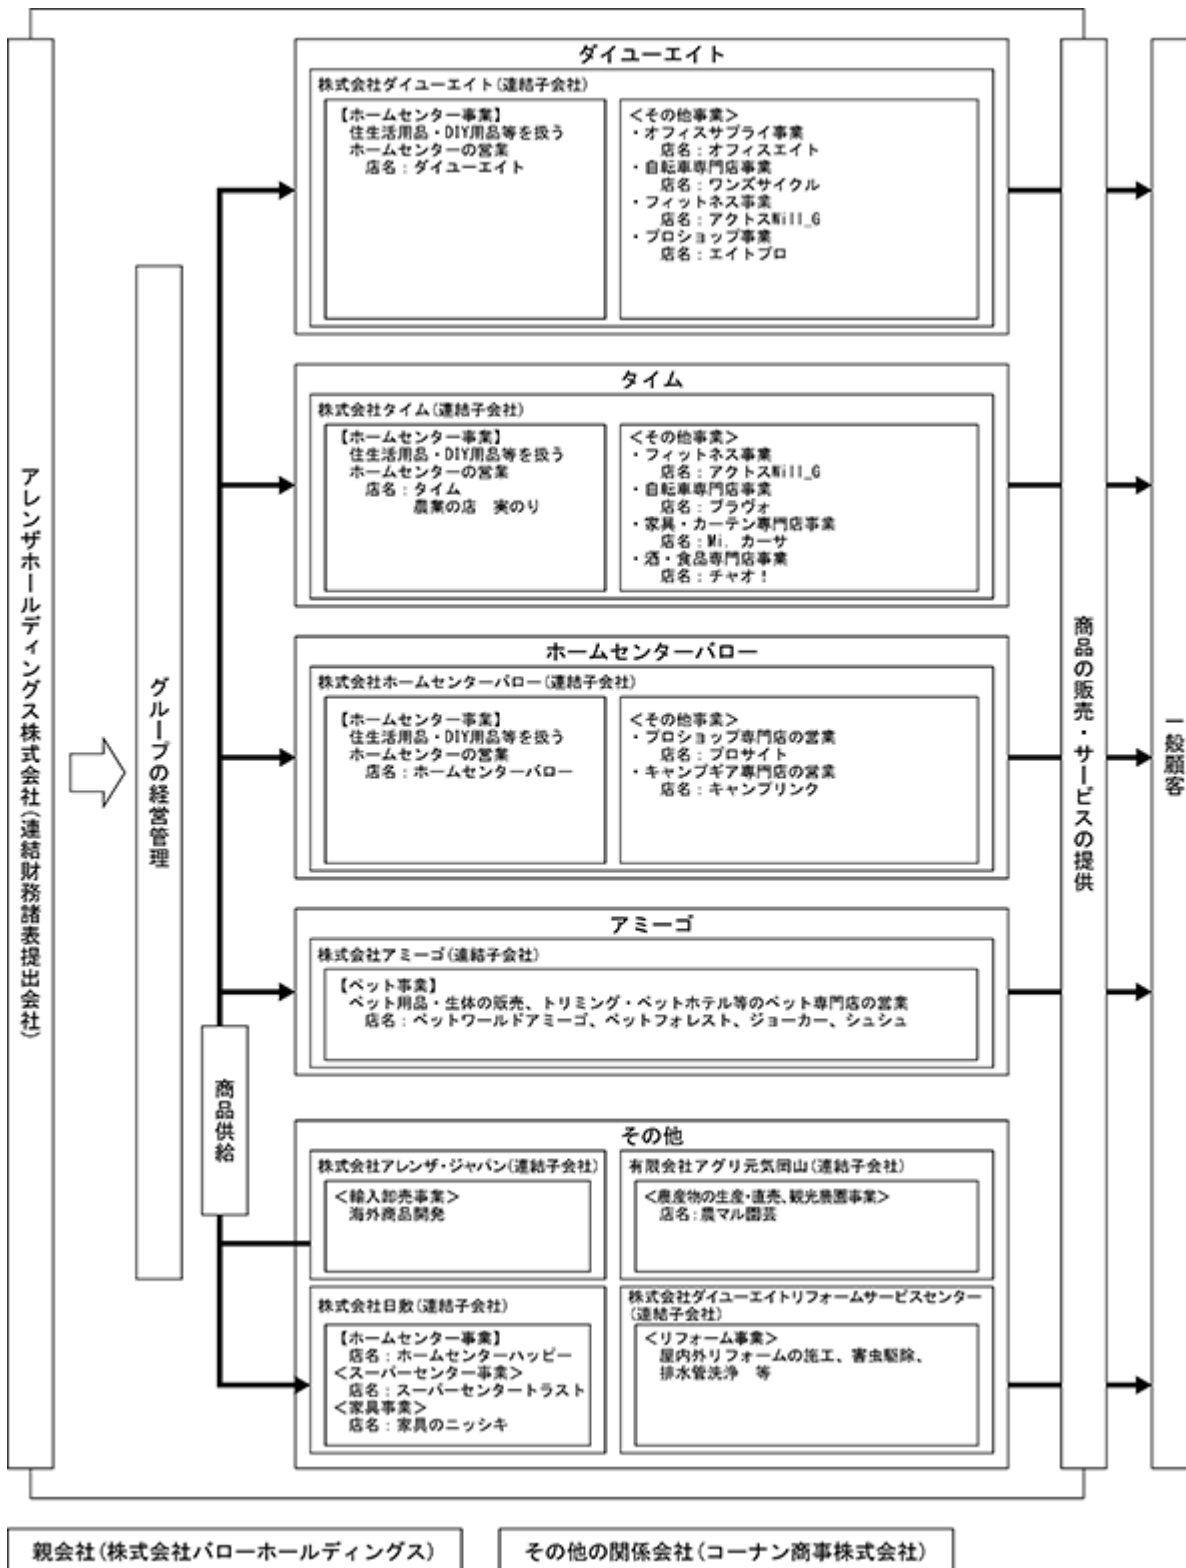 アレンザホールディングス株式会社(連結財務諸表提出会社)
グループの経営管理
商品供給
ダイユーエイト
株式会社ダイユーエイト(連結子会社)
【ホームセンター事業】
住生活用品・DIY用品等を扱う
ホームセンターの営業
店名:ダイユーエイト
<その他事業>
・オフィスサプライ事業
店名:オフィスエイト
・自転車専門店事業
店名:ワンズサイクル
・フィットネス事業
店名:アクトスWill_G
・プロショップ事業
店名:エイトプロ
タイム
株式会社タイム(連結子会社)
【ホームセンター事業】
住生活用品・DIY用品等を扱う
ホームセンターの営業
店名:タイム
農業の店 実のり
<その他事業>
・フィットネス事業
店名:アクトスWill_G
・自転車専門店事業
店名:ブラヴォ
・家具・カーテン専門店事業
店名:Mi. カーサ
・酒・食品専門店事業
店名:チャオ!
ホームセンターバロー
株式会社ホームセンターバロー(連結子会社)
【ホームセンター事業】
住生活用品・DIY用品等を扱う
ホームセンターの営業
店名:ホームセンターバロー
<その他事業>
・プロショップ専門店の営業
店名:プロサイト
・キャンプギア専門店の営業
店名:キャンプリンク
アミーゴ
株式会社アミーゴ(連結子会社)
【ペット事業】
ペット用品・生体の販売、トリミング・ペットホテル等のペット専門店の営業
店名:ペットワールドアミーゴ、ペットフォレスト、ジョーカー、シュシュ
その他
株式会社アレンザ・ジャパン(連結子会社)
<輸入卸売事業>
海外商品開発
有限会社アグリ元気岡山(連結子会社)
<農産物の生産・直売、観光農園事業>
店名:農マル園芸
株式会社日敷(連結子会社)
【ホームセンター事業】
店名:ホームセンターハッピー
<スーパーセンター事業>
店名:スーパーセンタートラスト
<家具事業>
店名:家具のニッシキ
株式会社ダイユーエイトリフォームサービスセンター
(連結子会社)
<リフォーム事業>
屋内外リフォームの施工、害虫駆除、
排水管洗浄 等
商品の販売・サービスの提供
一般顧客
親会社(株式会社バローホールディングス)
その他の関係会社(コーナン商事株式会社)